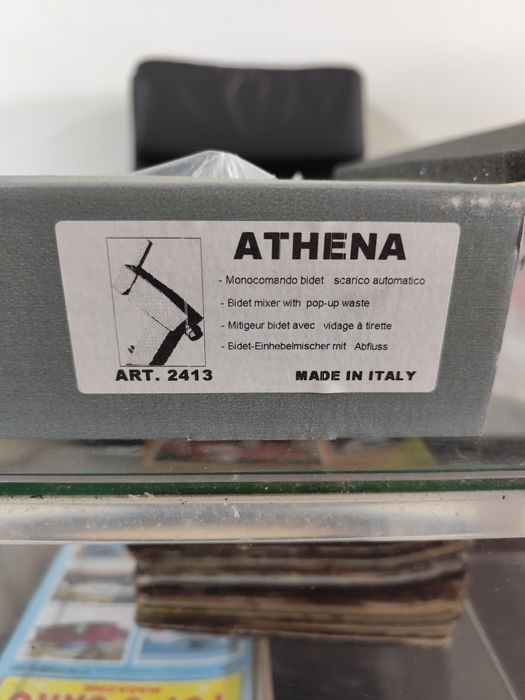 ATHENA
- Monocomando bidet scarico automatico
- Bidet mixer with pop-up waste
- Mitigeur bidet avec vidage à tirette
- Bidet-Einhebelmischer mit Abfluss
ART. 2413
MADE IN ITALY